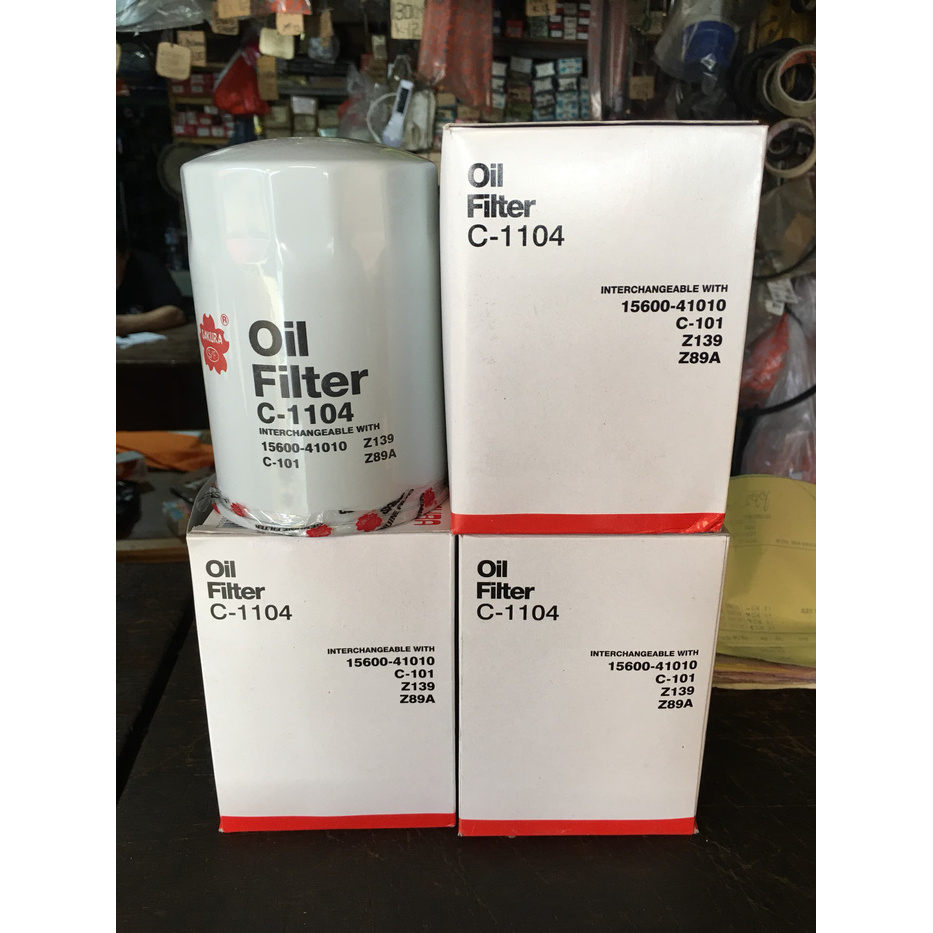 SAKURA
®
Oil
Filter
C-1104
INTERCHANGEABLE WITH
15600-41010 Z139
C-101 Z89A
Oil
Filter
C-1104
INTERCHANGEABLE WITH
15600-41010
C-101
Z139
Z89A
Oil
Filter
C-1104
INTERCHANGEABLE WITH
15600-41010
C-101
Z139
Z89A
Oil
Filter
C-1104
INTERCHANGEABLE WITH
15600-41010
C-101
Z139
Z89A